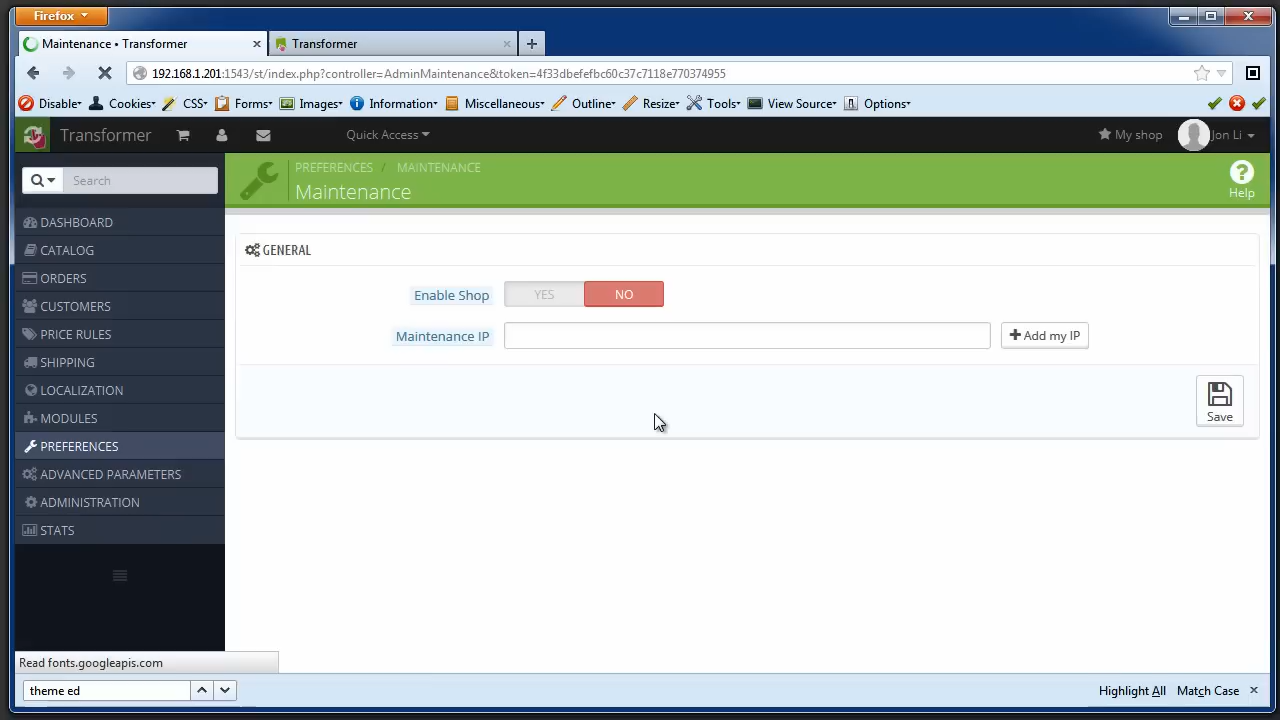 Firefox
Maintenance • Transformer
Transformer
192.168.1.201:1543/st/index.php?controller=AdminMaintenance&token=4f33dbefefbc60c37c7118e770374955
Disable Cookies CSS Forms Images Information Miscellaneous Outline Resize Tools View Source Options
Transformer Quick Access My shop Jon Li
Search
PREFERENCES / MAINTENANCE
Maintenance
Help
DASHBOARD
CATALOG
ORDERS
CUSTOMERS
PRICE RULES
SHIPPING
LOCALIZATION
MODULES
PREFERENCES
ADVANCED PARAMETERS
ADMINISTRATION
STATS
GENERAL
Enable Shop YES NO
Maintenance IP Add my IP
Save
Read fonts.googleapis.com
theme ed Highlight All Match Case